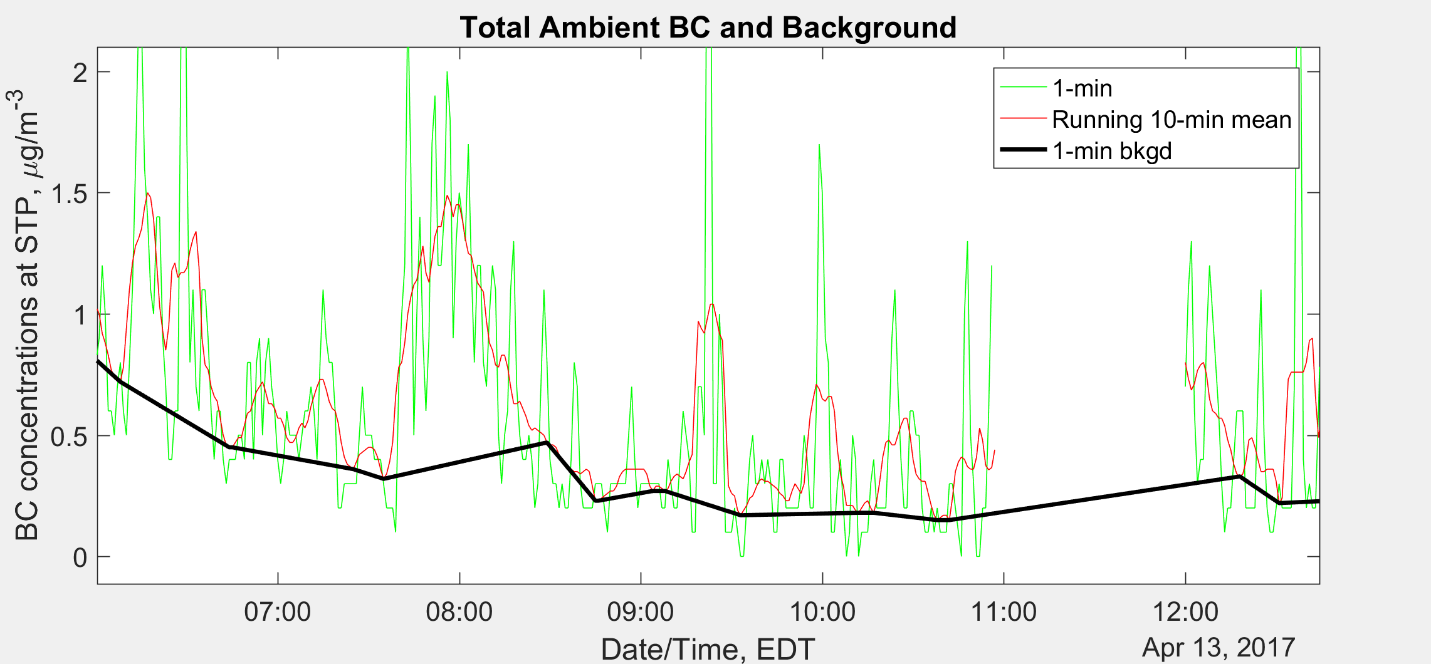 Total Ambient BC and Background
BC concentrations at STP, μg/m-3
2
1.5
1
0.5
0
1-min
Running 10-min mean
1-min bkgd
07:00
08:00
09:00
10:00
11:00
12:00
Date/Time, EDT
Apr 13, 2017